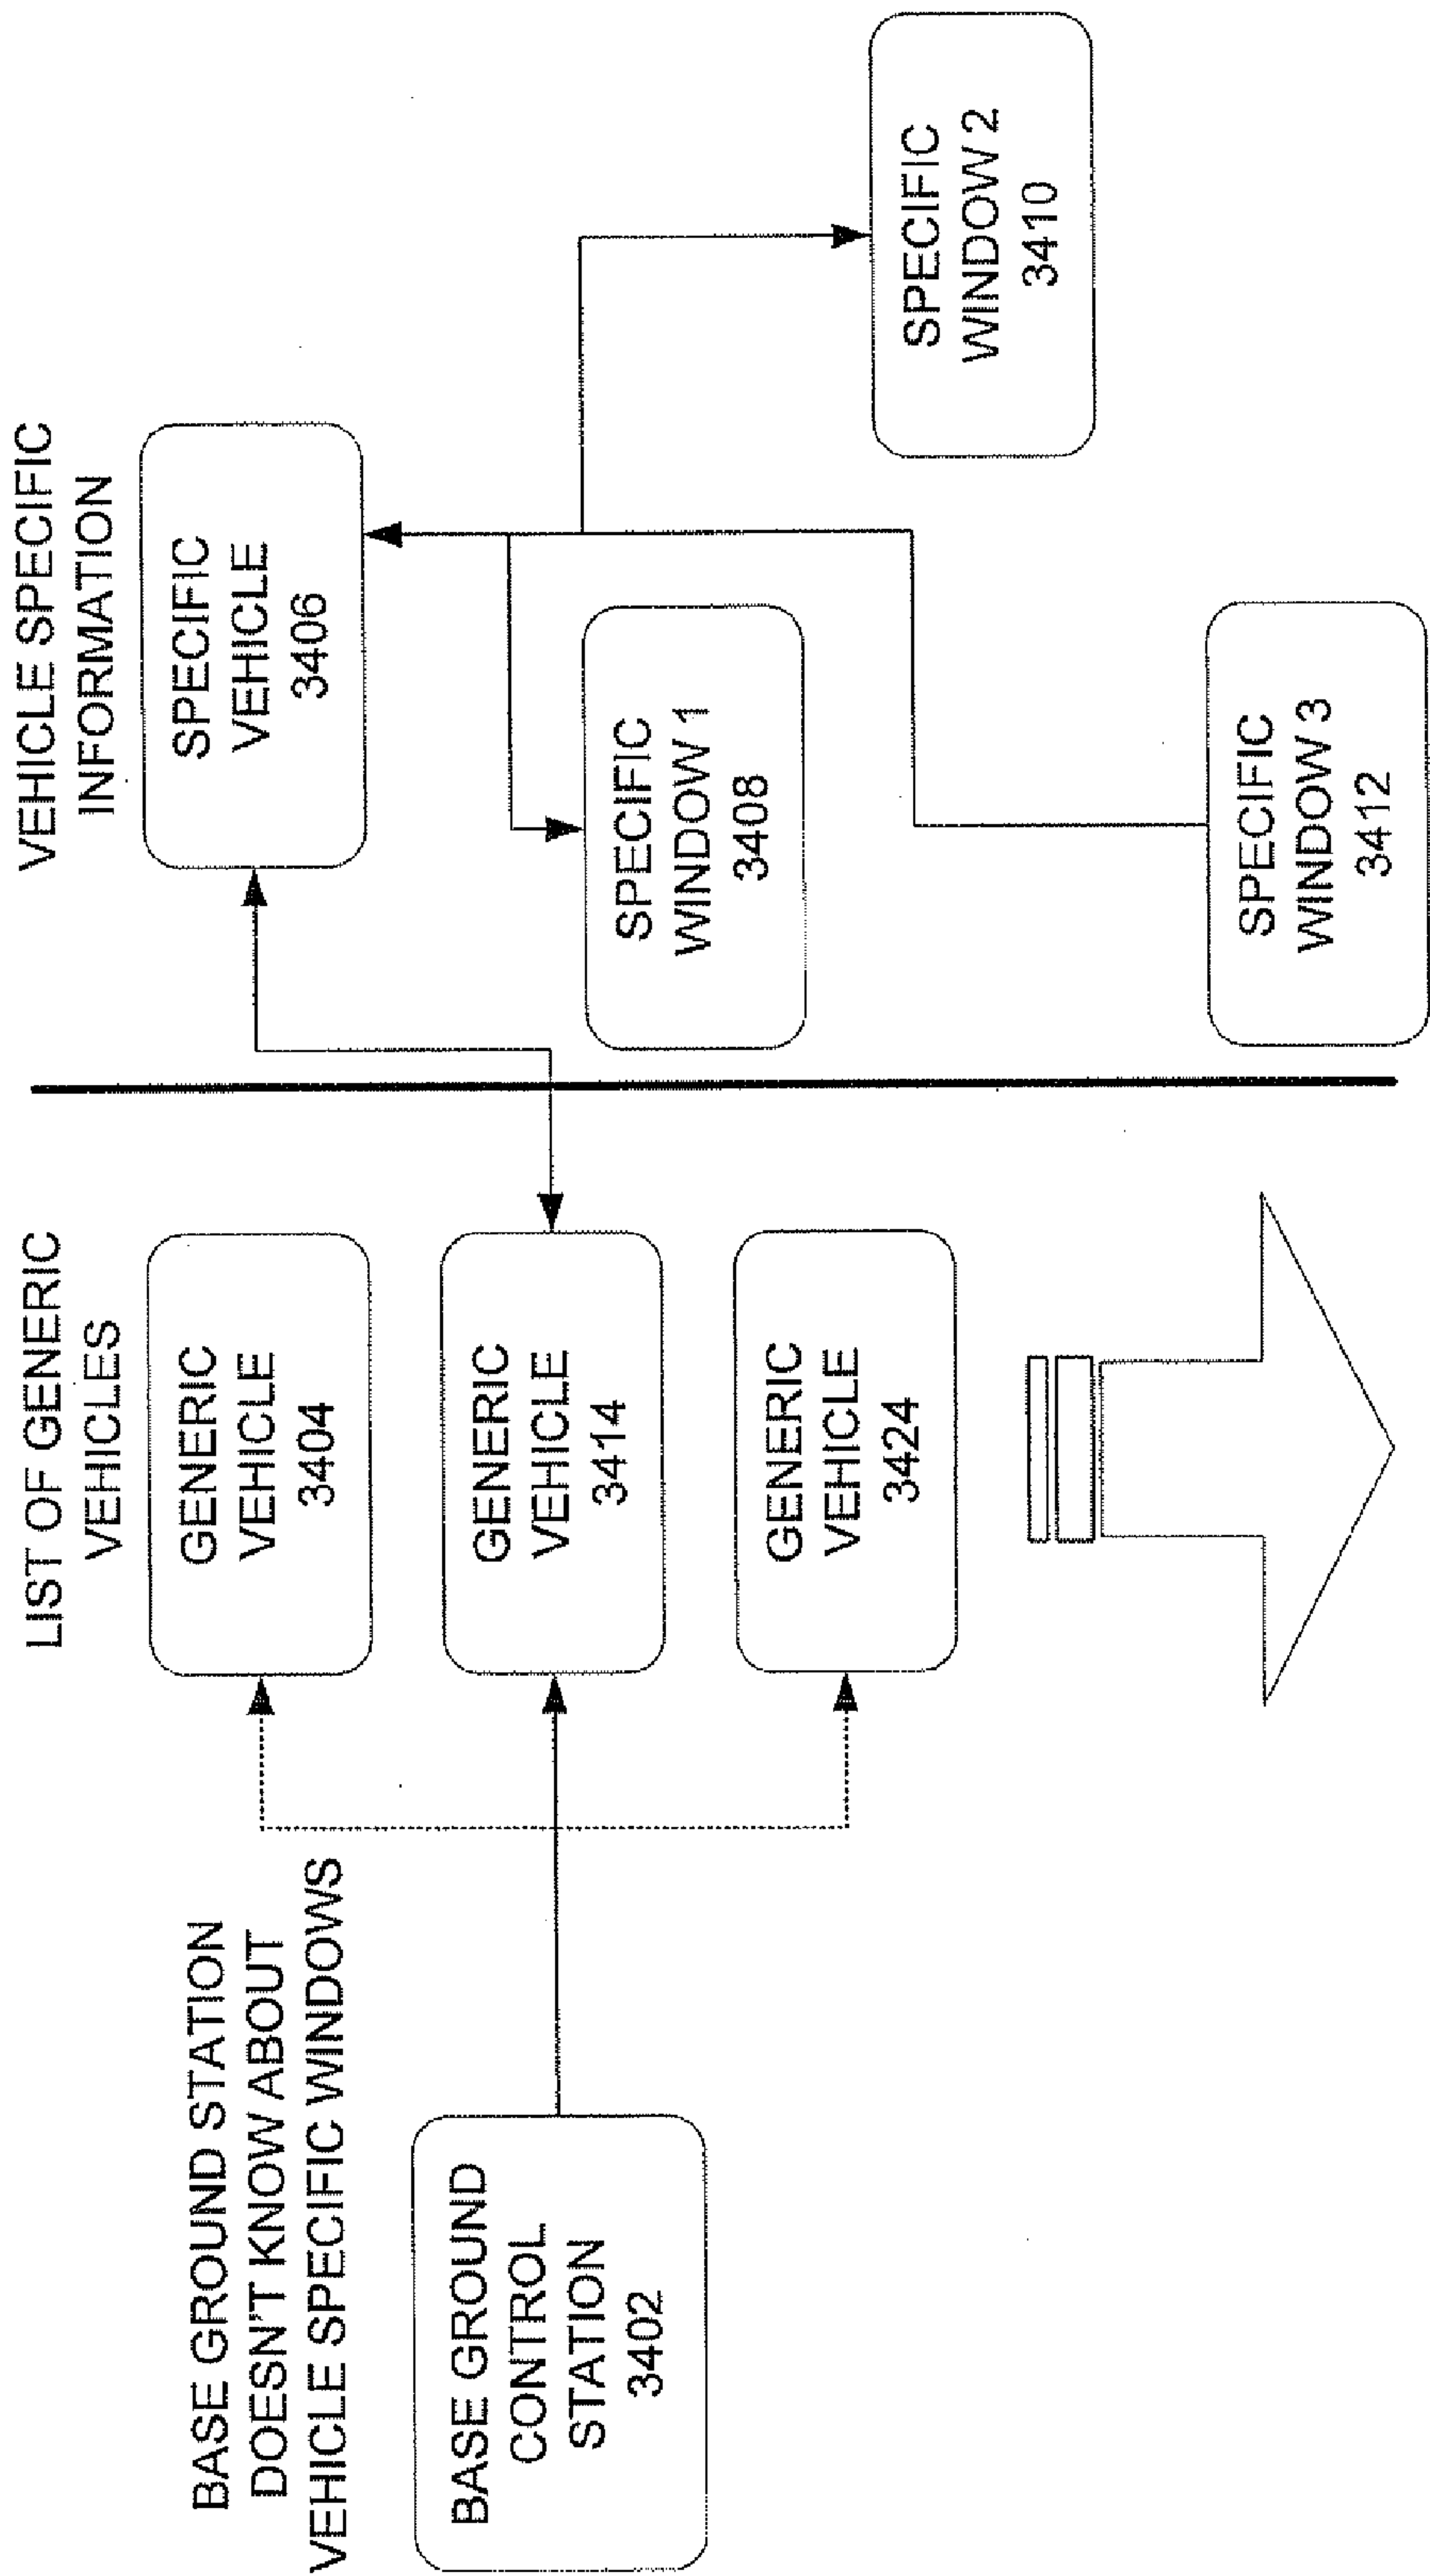 BASE GROUND STATION
DOESN'T KNOW ABOUT
VEHICLE SPECIFIC WINDOWS
BASE GROUND
CONTROL
STATION
3402
LIST OF GENERIC
VEHICLES
GENERIC
VEHICLE
3404
GENERIC
VEHICLE
3414
GENERIC
VEHICLE
3424
VEHICLE SPECIFIC
INFORMATION
SPECIFIC
VEHICLE
3406
SPECIFIC
WINDOW 1
3408
SPECIFIC
WINDOW 2
3410
SPECIFIC
WINDOW 3
3412